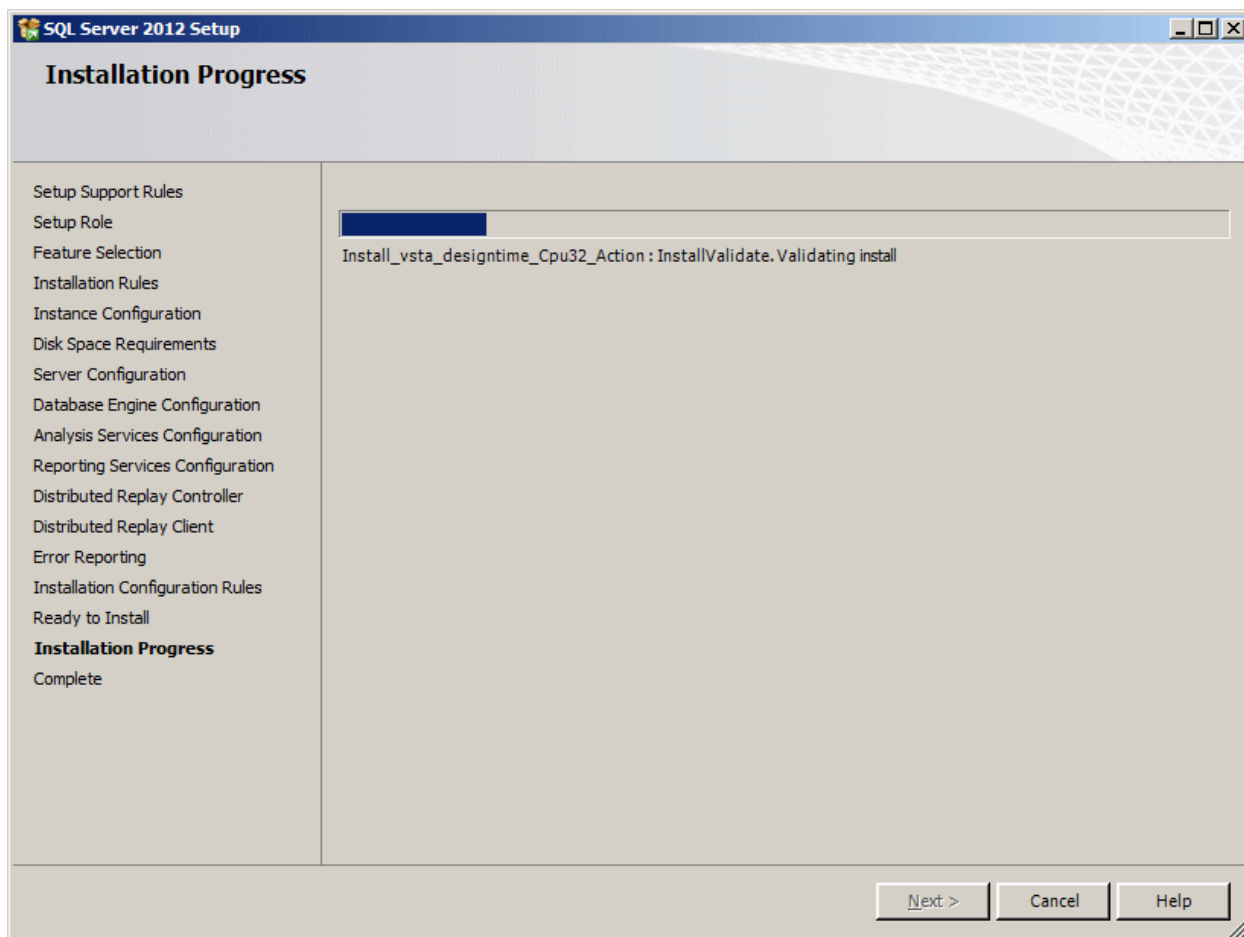 SQL Server 2012 Setup
Installation Progress
Setup Support Rules
Setup Role
Feature Selection
Installation Rules
Instance Configuration
Disk Space Requirements
Server Configuration
Database Engine Configuration
Analysis Services Configuration
Reporting Services Configuration
Distributed Replay Controller
Distributed Replay Client
Error Reporting
Installation Configuration Rules
Ready to Install
Installation Progress
Complete
Install_vsta_designtime_Cpu32_Action : InstallValidate. Validating install
Next >
Cancel
Help